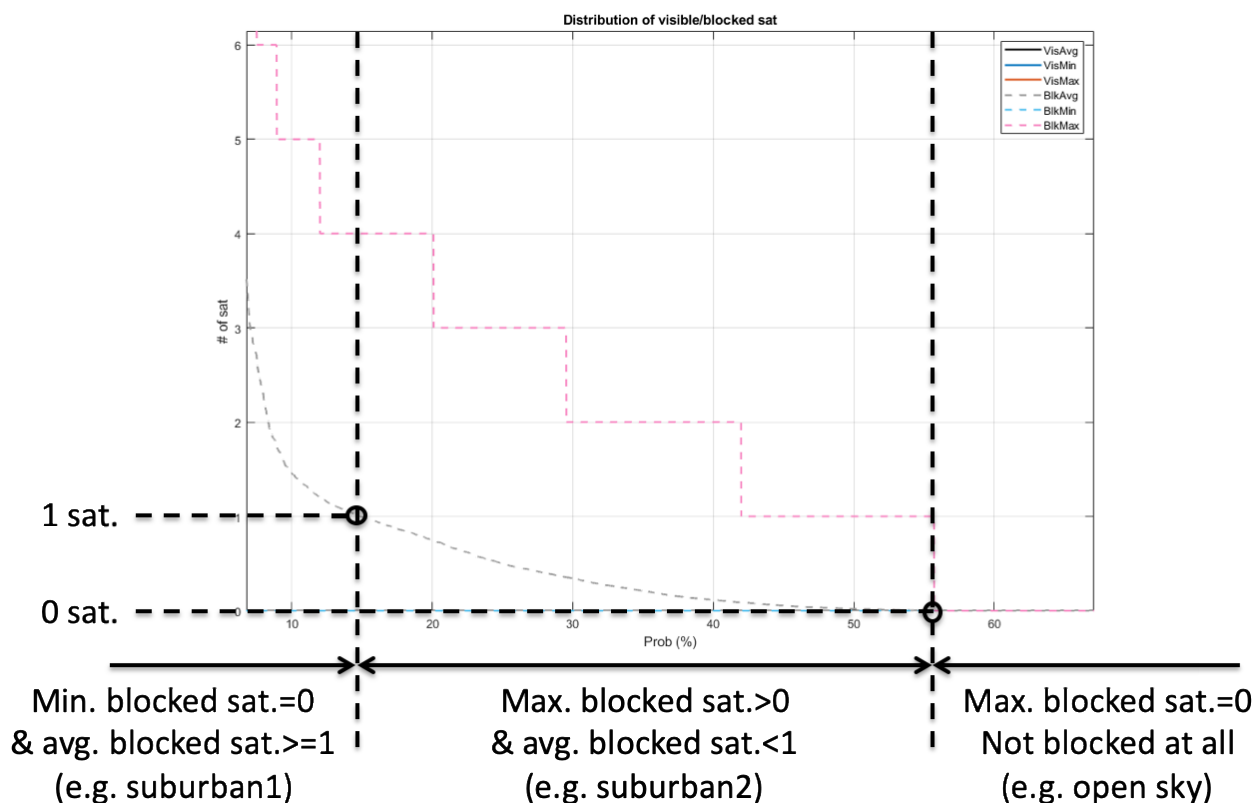 Distribution of visible/blocked sat
6
5
4
3
2
1
0
# of sat
VisAvg
VisMin
VisMax
BlkAvg
BlkMin
BlkMax
1 sat.
0 sat.
10 20 30 40 50 60
Prob (%)
Min. blocked sat.=0
& avg. blocked sat.>=1
(e.g. suburban1)
Max. blocked sat.>0
& avg. blocked sat.<1
(e.g. suburban2)
Max. blocked sat.=0
Not blocked at all
(e.g. open sky)